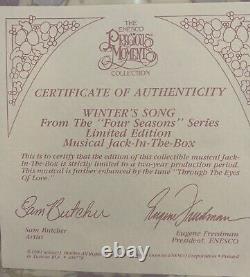 THE
ENESCO
PRECIOUS
MOMENTS
COLLECTION
CERTIFICATE OF AUTHENTICITY
WINTER'S SONG
From The "Four Seasons" Series
Limited Edition
Musical Jack-In-The-Box
This is to certify that the edition of this collectible musical Jack-
In-The-Box is strictly limited to a two-year production period.
This musical is further enhanced by the tune "Through The Eyes
Of Love."
Sam Butcher
Eugene Freedman
Sam Butcher
Artist
Eugene Freedman
President, ENESCO
ENESCO Corporation